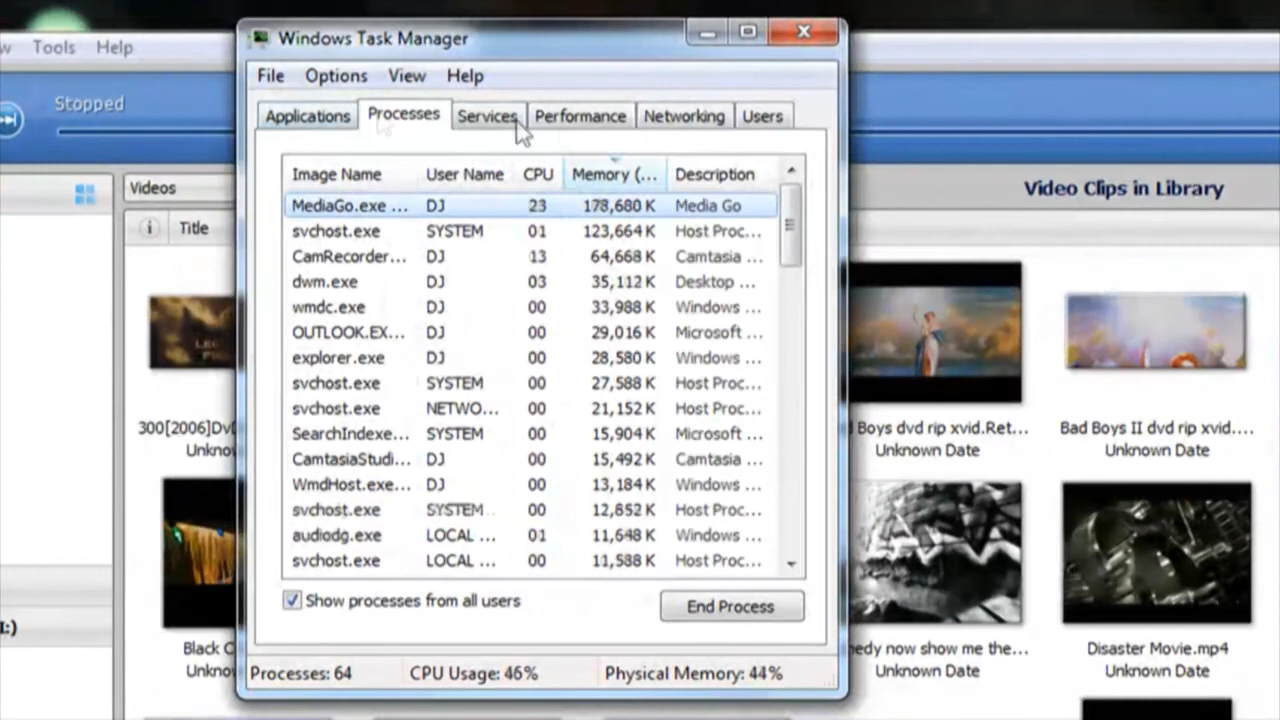 Tools Help
Stopped
Videos
Title
Windows Task Manager
File Options View Help
Applications Processes Services Performance Networking Users
Image Name User Name CPU Memory (... Description
MediaGo.exe ... DJ 23 178,680 K Media Go
svchost.exe SYSTEM 01 123,664 K Host Proc...
CamRecorder... DJ 13 64,668 K Camtasia ...
dwm.exe DJ 03 35,112 K Desktop ...
wmdc.exe DJ 00 33,988 K Windows ...
OUTLOOK.EX... DJ 00 29,016 K Microsoft ...
explorer.exe DJ 00 28,580 K Windows ...
svchost.exe SYSTEM 00 27,588 K Host Proc...
svchost.exe NETWO... 00 21,152 K Host Proc...
SearchIndexe... SYSTEM 00 15,904 K Microsoft ...
CamtasiaStudi... DJ 00 15,492 K Camtasia ...
WmdHost.exe... DJ 00 13,184 K Windows ...
svchost.exe SYSTEM 00 12,852 K Host Proc...
audiodg.exe LOCAL ... 01 11,648 K Windows ...
svchost.exe LOCAL ... 00 11,588 K Host Proc...
Show processes from all users
End Process
Processes: 64 CPU Usage: 46% Physical Memory: 44%
Video Clips in Library
Boys dvd rip xvid.Ret...
Unknown Date
Bad Boys II dvd rip xvid....
Unknown Date
now show me the...
Unknown Date
Disaster Movie.mp4
Unknown Date